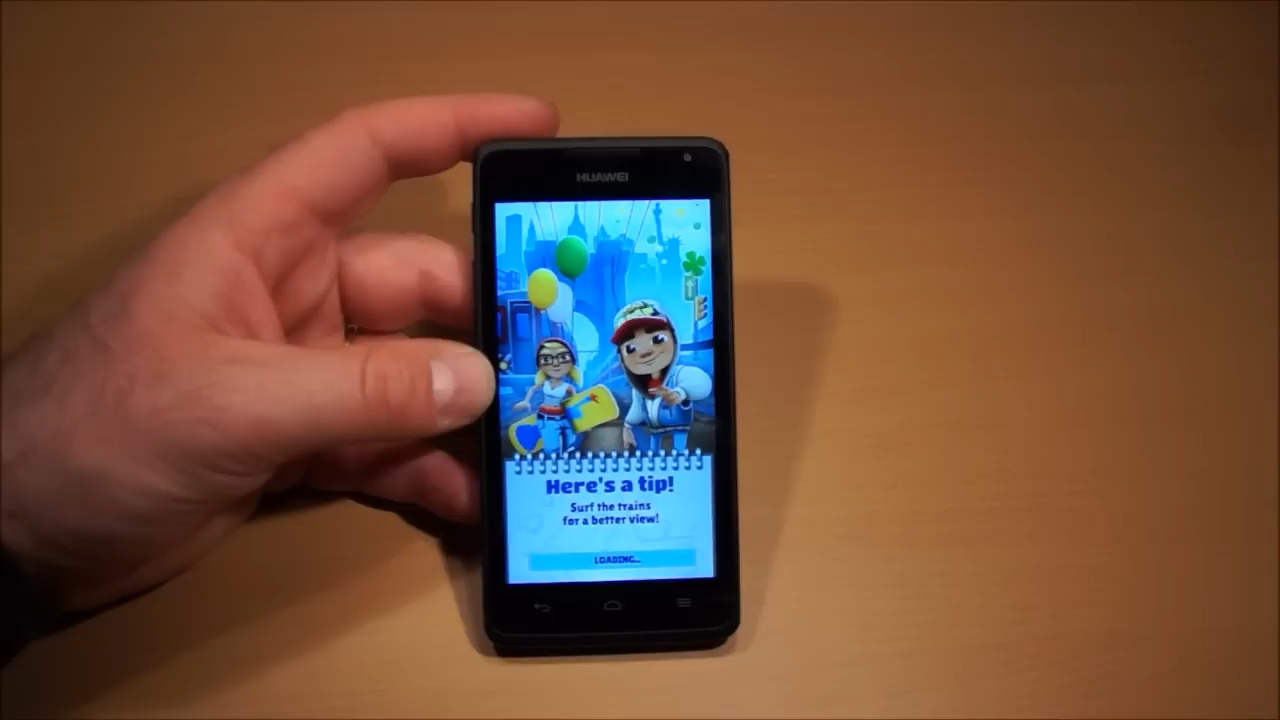 HUAWEI
Here's a tip!
Surf the trains
for a better view!
LOADING...